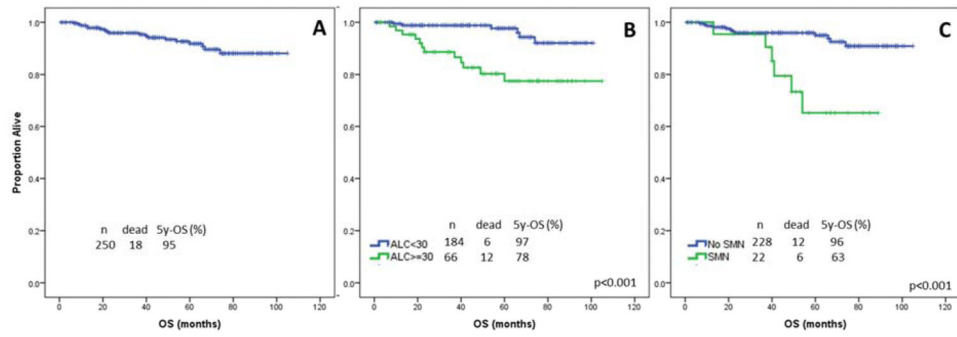 A
Proportion Alive
1.0
0.8
0.6
0.4
0.2
0.0
n dead 5y-OS (%)
250 18 95
0 20 40 60 80 100 120
OS (months)
B
1.0
0.8
0.6
0.4
0.2
0.0
n dead 5y-OS (%)
ALC<30 184 6 97
ALC>=30 66 12 78
p<0.001
0 20 40 60 80 100 120
OS (months)
C
1.0
0.8
0.6
0.4
0.2
0.0
n dead 5y-OS (%)
No SMN 228 12 96
SMN 22 6 63
p<0.001
0 20 40 60 80 100 120
OS (months)